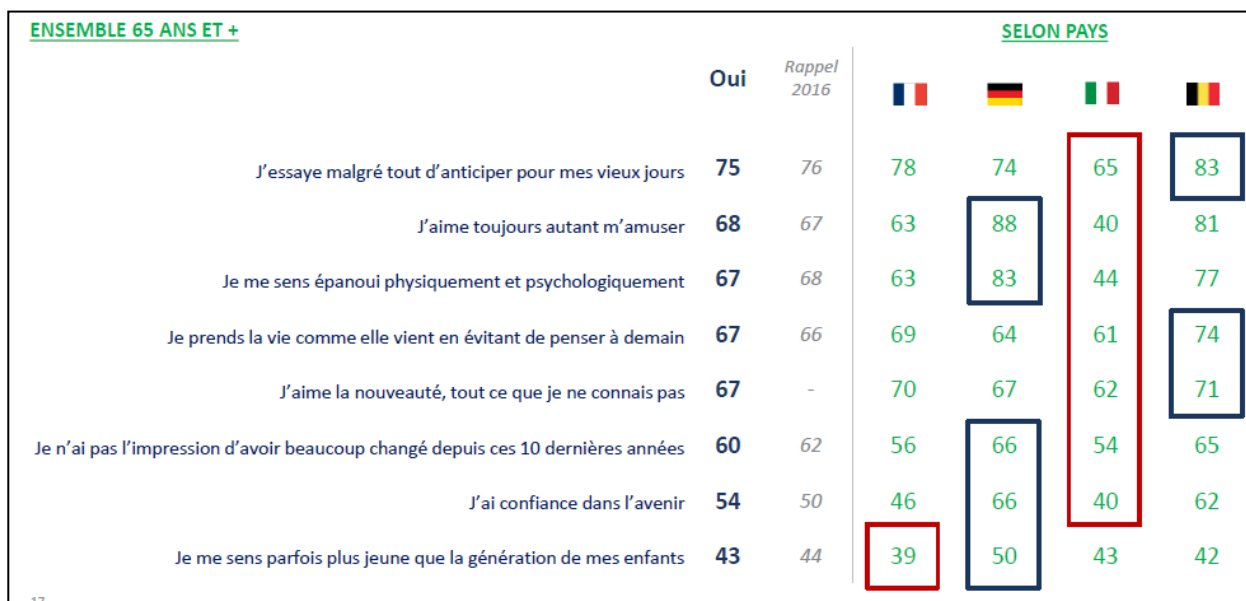 ENSEMBLE 65 ANS ET +
SELON PAYS
Oui
Rappel
2016
J'essaye malgré tout d'anticiper pour mes vieux jours 75 76 78 74 65 83
J'aime toujours autant m'amuser 68 67 63 88 40 81
Je me sens épanoui physiquement et psychologiquement 67 68 63 83 44 77
Je prends la vie comme elle vient en évitant de penser à demain 67 66 69 64 61 74
J'aime la nouveauté, tout ce que je ne connais pas 67 - 70 67 62 71
Je n'ai pas l'impression d'avoir beaucoup changé depuis ces 10 dernières années 60 62 56 66 54 65
J'ai confiance dans l'avenir 54 50 46 66 40 62
Je me sens parfois plus jeune que la génération de mes enfants 43 44 39 50 43 42